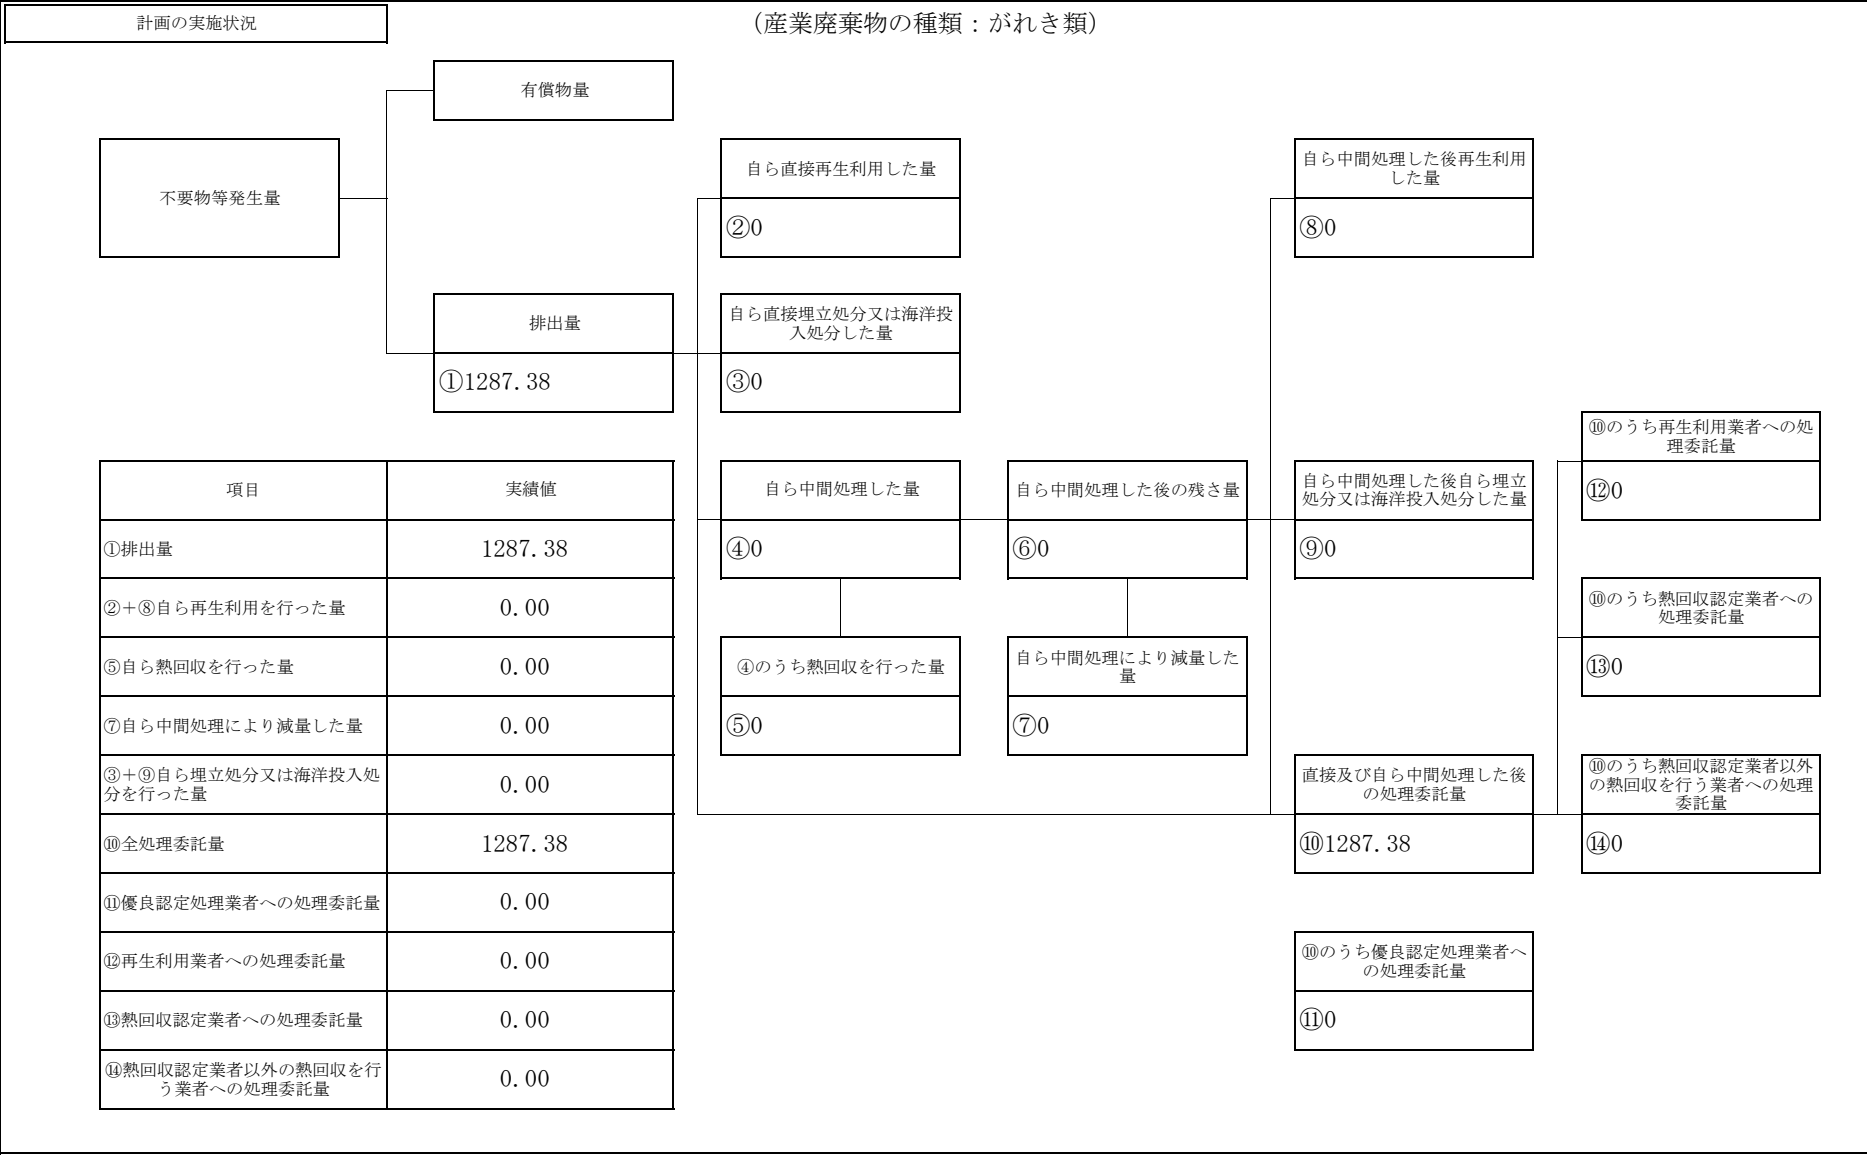 計画の実施状況
（産業廃棄物の種類：がれき類）
有償物量
不要物等発生量
自ら直接再生利用した量
②0
自ら中間処理した後再生利用
した量
⑧0
排出量
①1287.38
自ら直接埋立処分又は海洋投
入処分した量
③0
項目
実績値
①排出量
1287.38
②＋⑧自ら再生利用を行った量
0.00
⑤自ら熱回収を行った量
0.00
⑦自ら中間処理により減量した量
0.00
③＋⑨自ら埋立処分又は海洋投入処
分を行った量
0.00
⑩全処理委託量
1287.38
⑪優良認定処理業者への処理委託量
0.00
⑫再生利用業者への処理委託量
0.00
⑬熱回収認定業者への処理委託量
0.00
⑭熱回収認定業者以外の熱回収を行
う業者への処理委託量
0.00
自ら中間処理した量
④0
④のうち熱回収を行った量
⑤0
自ら中間処理した後の残さ量
⑥0
自ら中間処理により減量した
量
⑦0
自ら中間処理した後自ら埋立
処分又は海洋投入処分した量
⑨0
直接及び自ら中間処理した後
の処理委託量
⑩1287.38
⑩のうち優良認定処理業者へ
の処理委託量
⑪0
⑩のうち再生利用業者への処
理委託量
⑫0
⑩のうち熱回収認定業者への
処理委託量
⑬0
⑩のうち熱回収認定業者以外
の熱回収を行う業者への処理
委託量
⑭0